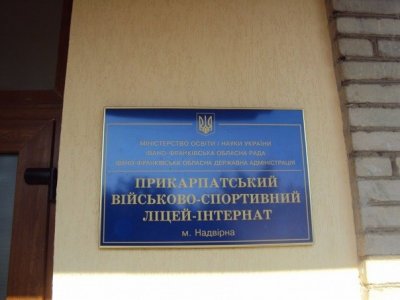 МІНІСТЕРСТВО ОСВІТИ І НАУКИ УКРАЇНИ
ІВАНО-ФРАНКІВСЬКА ОБЛАСНА РАДА
ІВАНО-ФРАНКІВСЬКА ОБЛАСНА ДЕРЖАВНА АДМІНІСТРАЦІЯ
ПРИКАРПАТСЬКИЙ
ВІЙСЬКОВО-СПОРТИВНИЙ
ЛІЦЕЙ-ІНТЕРНАТ
м. Надвірна